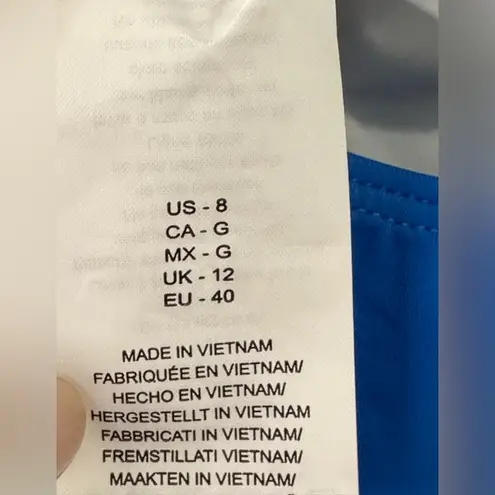 US - 8
CA - G
MX - G
UK - 12
EU - 40
MADE IN VIETNAM
FABRIQUÉE EN VIETNAM/
HECHO EN VIETNAM/
HERGESTELLT IN VIETNAM
FABBRICATI IN VIETNAM/
FREMSTILLATI VIETNAM/
MAAKTEN IN VIETNAM/